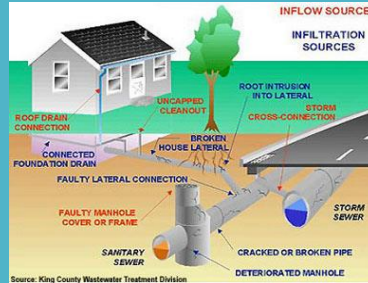 INFLOW SOURCE
INFILTRATION
SOURCES
ROOT INTRUSION
INTO LATERAL
UNCAPPED
CLEANOUT
STORM
CROSS-CONNECTION
ROOF DRAIN
CONNECTION
BROKEN
HOUSE LATERAL
CONNECTED
FOUNDATION DRAIN
FAULTY LATERAL CONNECTION
FAULTY MANHOLE
COVER OR FRAME
STORM
SEWER
SANITARY
SEWER
CRACKED OR BROKEN PIPE
DETERIORATED MANHOLE
Source: King County Wastewater Treatment Division